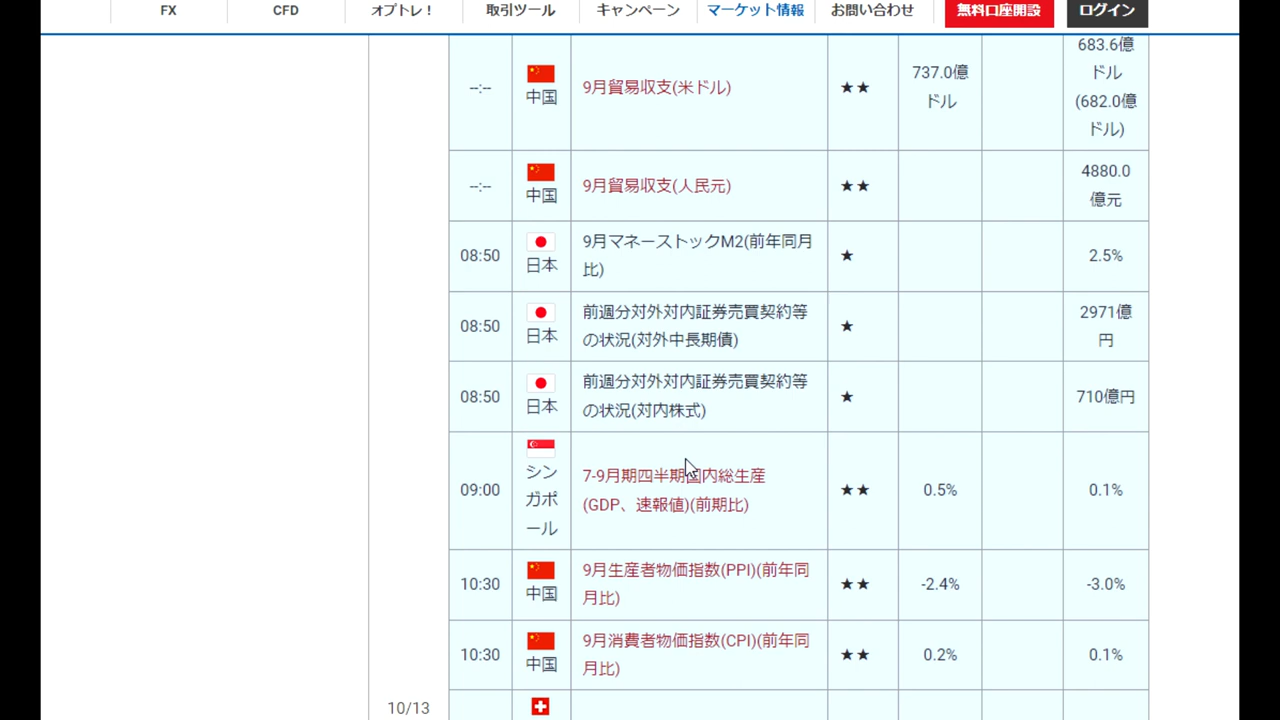 FX CFD オプトレ！ 取引ツール キャンペーン マーケット情報 お問い合わせ 無料口座開設 ログイン
--:-- 中国 9月貿易収支(米ドル) ★★ 737.0億
ドル 683.6億
ドル
(682.0億
ドル)
--:-- 中国 9月貿易収支(人民元) ★★ 4880.0
億元
08:50 日本 9月マネーストックM2(前年同月
比) ★ 2.5%
08:50 日本 前週分対外対内証券売買契約等
の状況(対外中長期債) ★ 2971億
円
08:50 日本 前週分対外対内証券売買契約等
の状況(対内株式) ★ 710億円
09:00 シン
ガポ
ール 7-9月期四半期国内総生産
(GDP、速報値)(前期比) ★★ 0.5% 0.1%
10:30 中国 9月生産者物価指数(PPI)(前年同
月比) ★★ -2.4% -3.0%
10:30 中国 9月消費者物価指数(CPI)(前年同
月比) ★★ 0.2% 0.1%
10/13